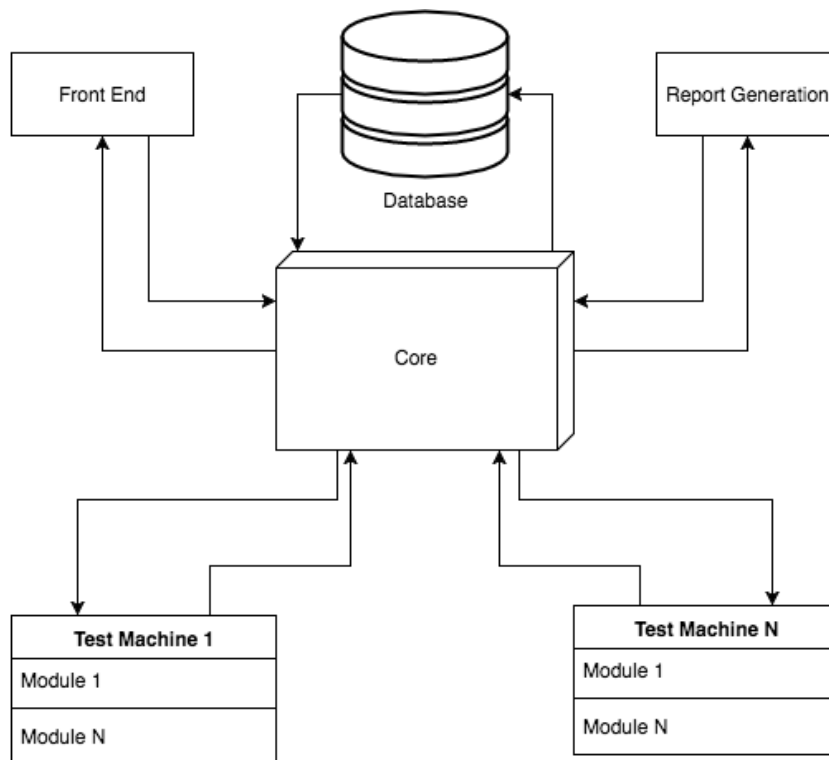 Front End
Report Generation
Database
Core
Test Machine 1
Module 1
Module N
Test Machine N
Module 1
Module N